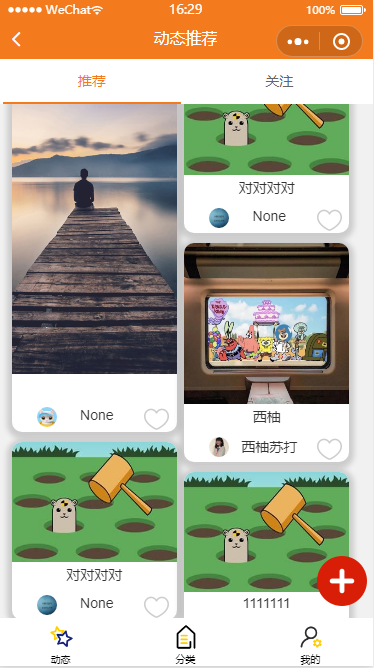 WeChat
16:29
100%
动态推荐
推荐
关注
对对对对
None
None
西柚
西柚苏打
对对对对
None
1111111
动态
分类
我的